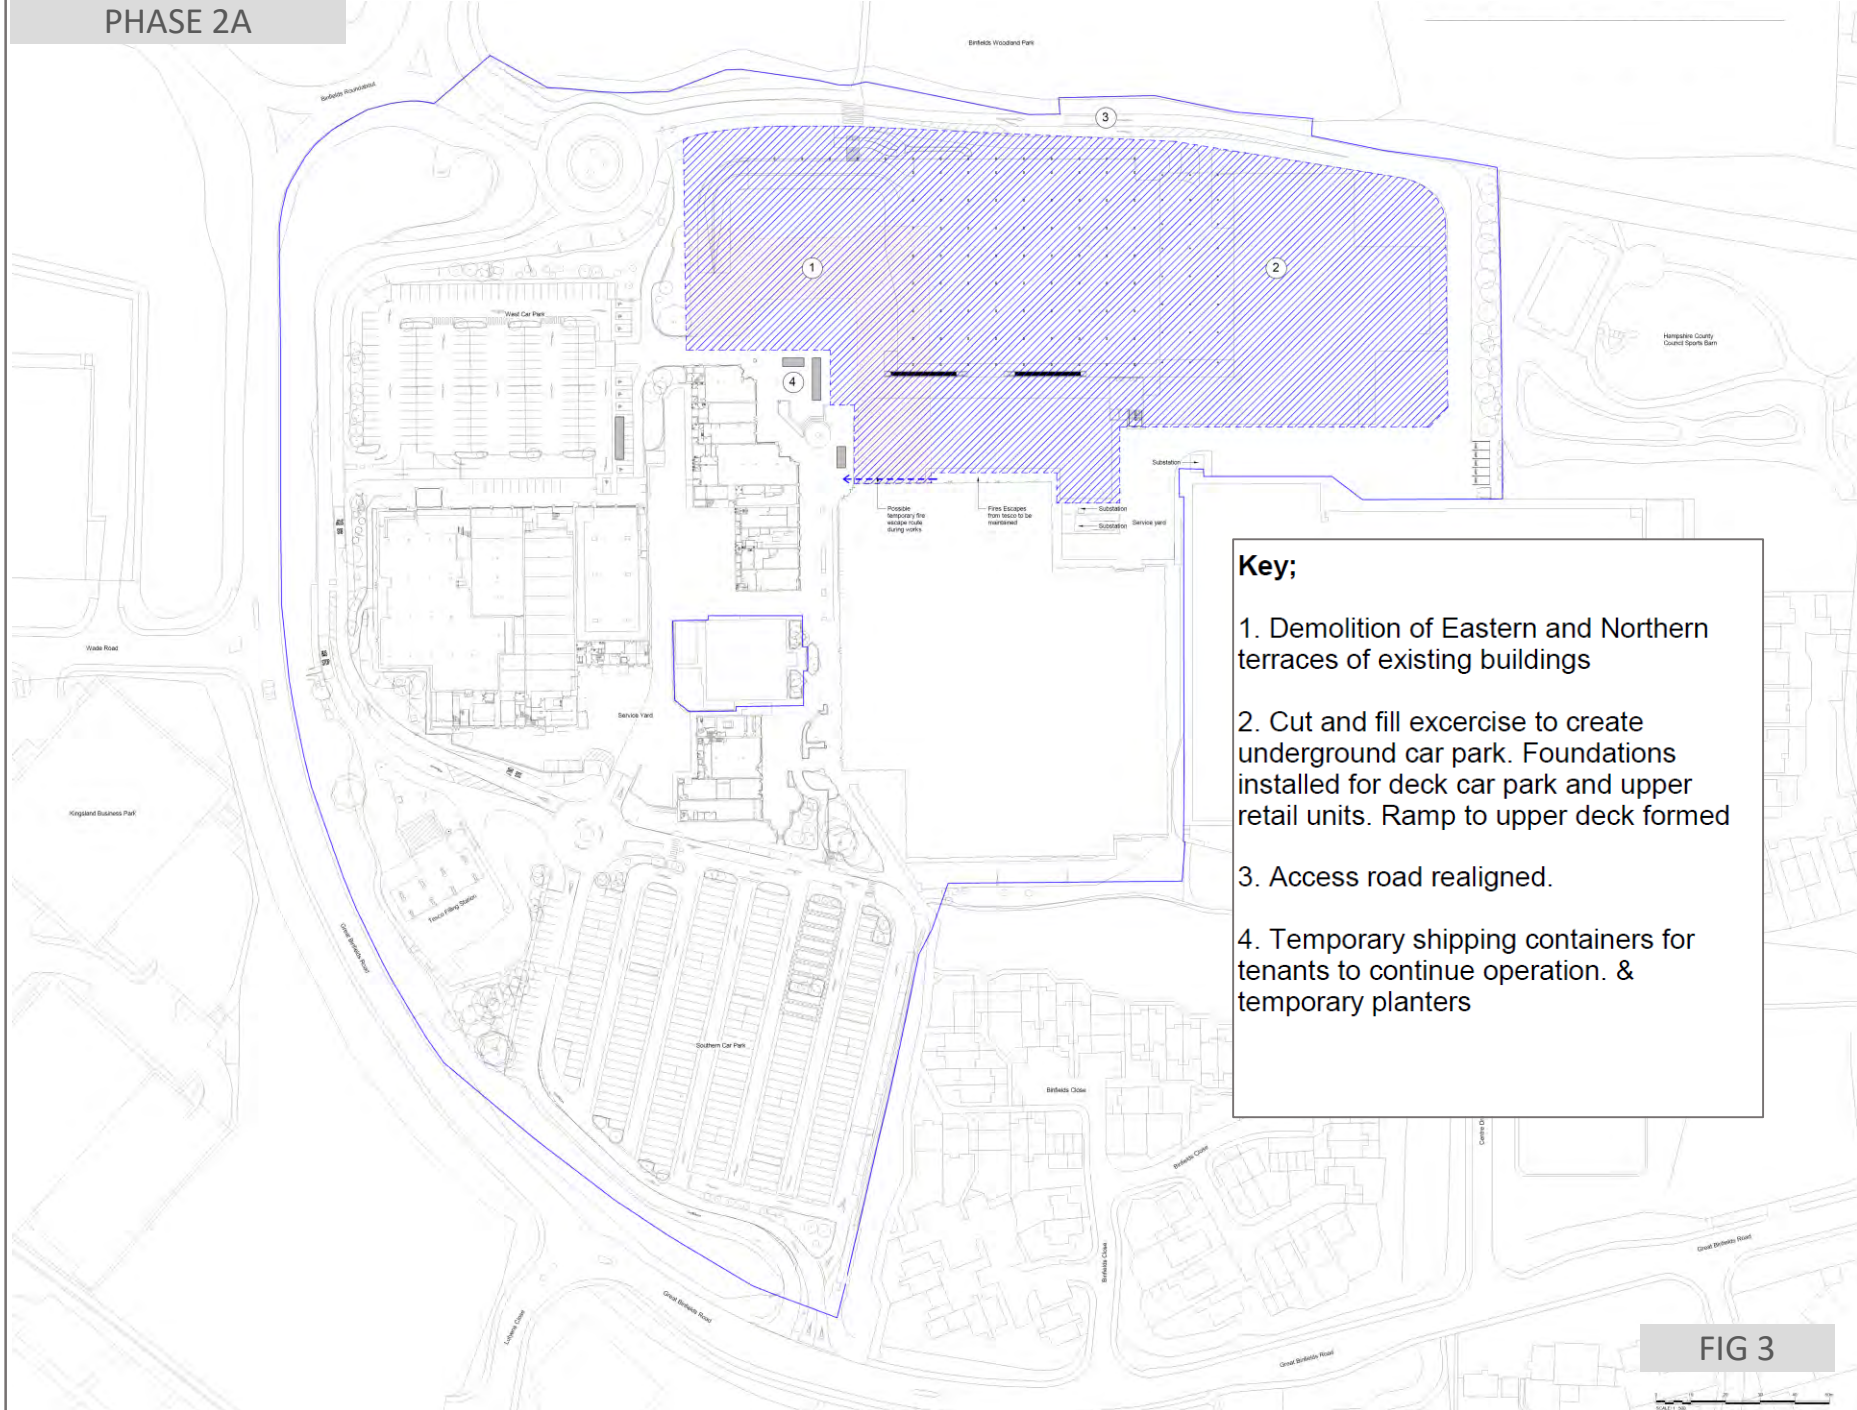 PHASE 2A
Binfields Woodland Park
Binfields Roundabout
3
1
2
West Car Park
Hampshire County
Council Sports Barn
4
Substation
Possible
temporary fire
escape route
during works
Fires Escapes
from tesco to be
maintained
Substation
Substation
Service yard
Key;
1. Demolition of Eastern and Northern
terraces of existing buildings
2. Cut and fill excercise to create
underground car park. Foundations
installed for deck car park and upper
retail units. Ramp to upper deck formed
3. Access road realigned.
4. Temporary shipping containers for
tenants to continue operation. &
temporary planters
Wade Road
Service Yard
Kingsland Business Park
Tesco Filling Station
Great Binfields Road
Southern Car Park
Binfields Close
Binfields Close
Binfields Close
Great Binfields Road
Great Binfields Road
Great Binfields Road
FIG 3